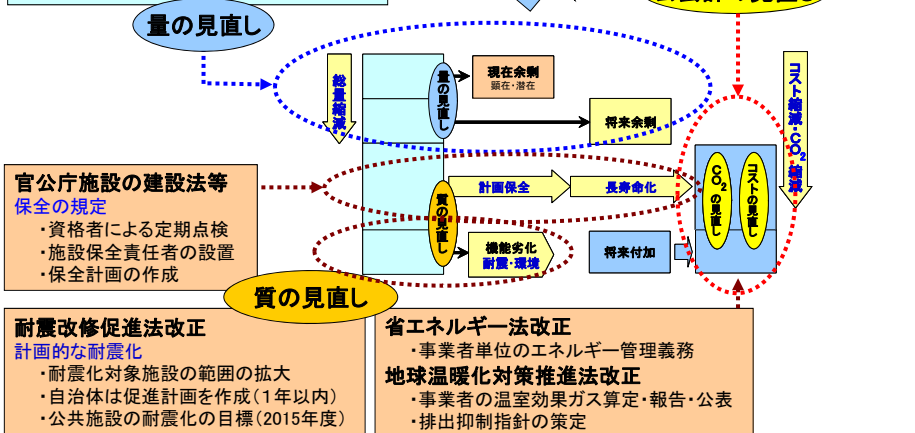 量の見直し
総量縮減
量の見直し
現在余剰
顕在・潜在
将来余剰
コスト縮減・CO2縮減
官公庁施設の建設法等
保全の規定
・資格者による定期点検
・施設保全責任者の設置
・保全計画の作成
質の見直し
計画保全
長寿命化
機能劣化
耐震・環境
将来付加
CO2の見直し
コストの見直し
質の見直し
耐震改修促進法改正
計画的な耐震化
・耐震化対象施設の範囲の拡大
・自治体は促進計画を作成（１年以内）
・公共施設の耐震化の目標（2015年度）
省エネルギー法改正
・事業者単位のエネルギー管理義務
地球温暖化対策推進法改正
・事業者の温室効果ガス算定・報告・公表
・排出抑制指針の策定